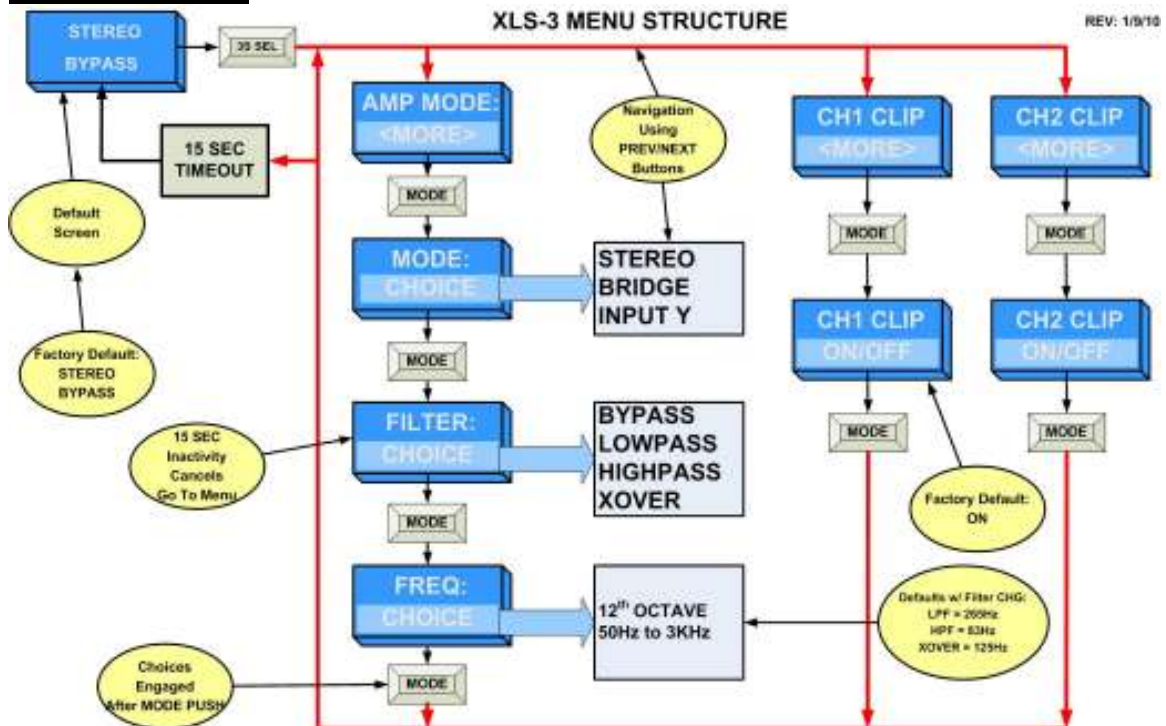 XLS-3 MENU STRUCTURE
REV: 1/9/10
STEREO
BYPASS
15 SEC
TIMEOUT
Default
Screen
Factory Default:
STEREO
BYPASS
AMP MODE:
<MORE>
MODE
MODE:
CHOICE
MODE
FILTER:
CHOICE
MODE
FREQ:
CHOICE
MODE
15 SEC
Inactivity
Cancels
Go To Menu
Choices
Engaged
After MODE PUSH
Navigation
Using
PREV/NEXT
Buttons
STEREO
BRIDGE
INPUT Y
BYPASS
LOWPASS
HIGHPASS
XOVER
12th OCTAVE
50Hz to 3KHz
CH1 CLIP
<MORE>
MODE
CH1 CLIP
ON/OFF
MODE
CH2 CLIP
<MORE>
MODE
CH2 CLIP
ON/OFF
MODE
Factory Default:
ON
Defaults w/ Filter CHG:
LPF =
HPF =
XOVER = 125Hz